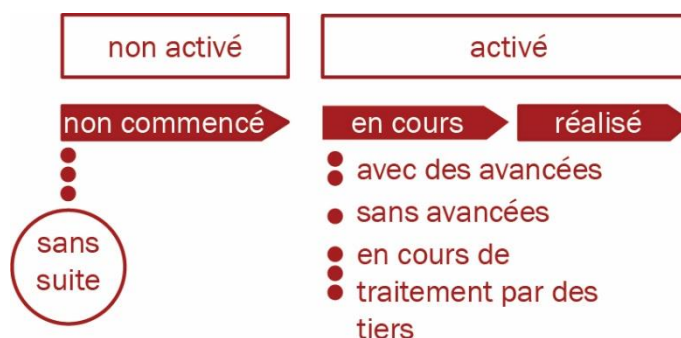 non activé
activé
non commencé
en cours
réalisé
avec des avancées
sans avancées
en cours de
traitement par des
tiers
sans
suite